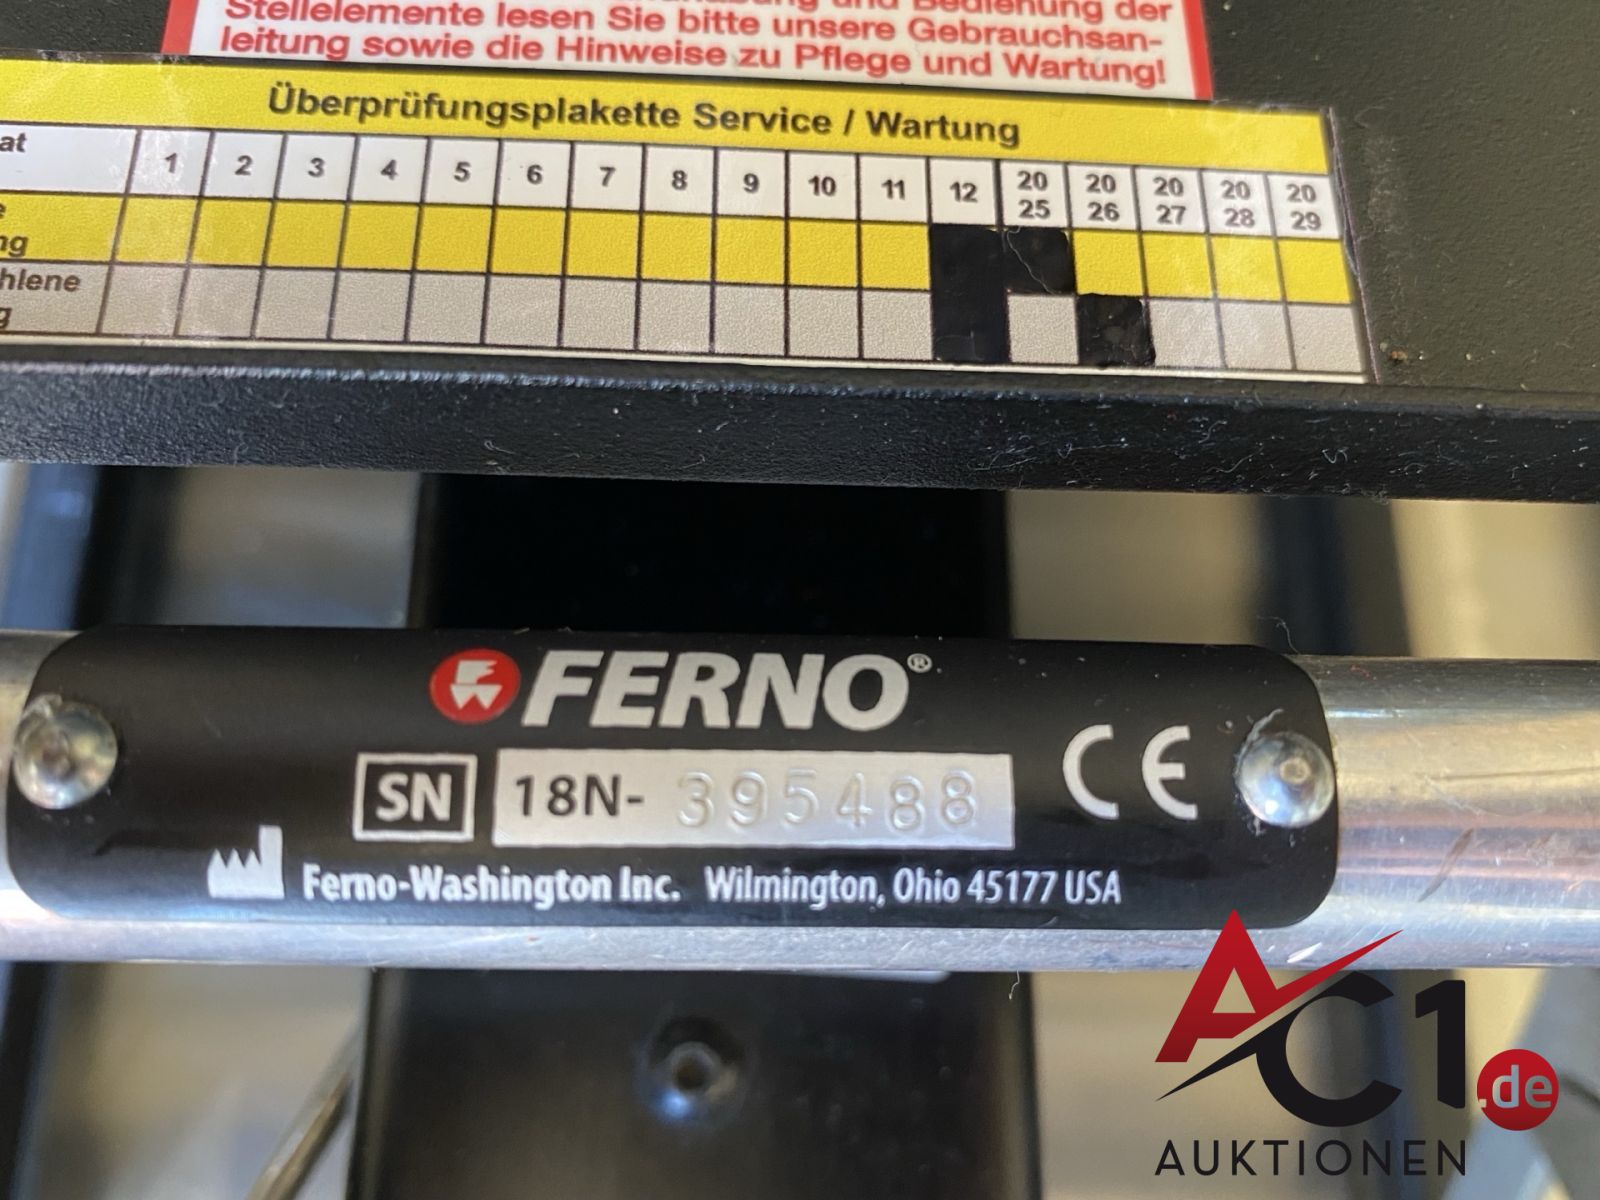 Bedienung der
Stellelemente lesen Sie bitte unsere Gebrauchsan-
leitung sowie die Hinweise zu Pflege und Wartung!
Überprüfungsplakette Service / Wartung
at 1 2 3 4 5 6 7 8 9 10 11 12 20 25 20 26 20 27 20 28 20 29
e
ng
hlene
g
FERNO®
SN 18N- 395488 CE
Ferno-Washington Inc. Wilmington, Ohio 45177 USA
AC1.de
AUKTIONEN